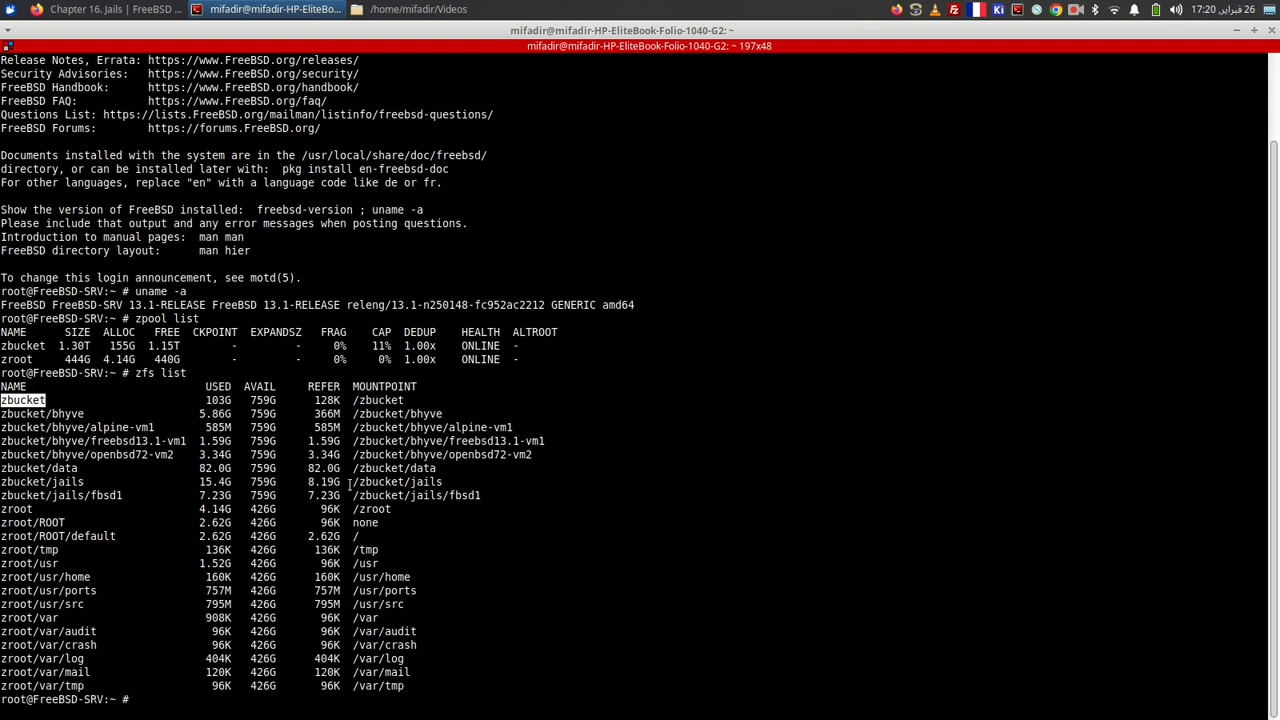 Chapter 16. Jails | FreeBSD ...
mifadir@mifadir-HP-EliteBo...
/home/mifadir/Videos
17:20 ,26 فبراير
mifadir@mifadir-HP-EliteBook-Folio-1040-G2: ~
mifadir@mifadir-HP-EliteBook-Folio-1040-G2: ~ 197x48
Release Notes, Errata: https://www.FreeBSD.org/releases/
Security Advisories:   https://www.FreeBSD.org/security/
FreeBSD Handbook:      https://www.FreeBSD.org/handbook/
FreeBSD FAQ:           https://www.FreeBSD.org/faq/
Questions List: https://lists.FreeBSD.org/mailman/listinfo/freebsd-questions/
FreeBSD Forums:        https://forums.FreeBSD.org/
Documents installed with the system are in the /usr/local/share/doc/freebsd/
directory, or can be installed later with:  pkg install en-freebsd-doc
For other languages, replace "en" with a language code like de or fr.
Show the version of FreeBSD installed:  freebsd-version ; uname -a
Please include that output and any error messages when posting questions.
Introduction to manual pages:  man man
FreeBSD directory layout:      man hier
To change this login announcement, see motd(5).
root@FreeBSD-SRV:~ # uname -a
FreeBSD FreeBSD-SRV 13.1-RELEASE FreeBSD 13.1-RELEASE releng/13.1-n250148-fc952ac2212 GENERIC amd64
root@FreeBSD-SRV:~ # zpool list
NAME      SIZE  ALLOC   FREE  CKPOINT  EXPANDSZ   FRAG    CAP  DEDUP    HEALTH  ALTROOT
zbucket  1.30T   155G  1.15T        -         -     0%    11%  1.00x    ONLINE  -
zroot     444G  4.14G   440G        -         -     0%     0%  1.00x    ONLINE  -
root@FreeBSD-SRV:~ # zfs list
NAME                            USED  AVAIL     REFER  MOUNTPOINT
zbucket                         103G   759G      128K  /zbucket
zbucket/bhyve                  5.86G   759G      366M  /zbucket/bhyve
zbucket/bhyve/alpine-vm1        585M   759G      585M  /zbucket/bhyve/alpine-vm1
zbucket/bhyve/freebsd13.1-vm1  1.59G   759G     1.59G  /zbucket/bhyve/freebsd13.1-vm1
zbucket/bhyve/openbsd72-vm2    3.34G   759G     3.34G  /zbucket/bhyve/openbsd72-vm2
zbucket/data                   82.0G   759G     82.0G  /zbucket/data
zbucket/jails                  15.4G   759G     8.19G  /zbucket/jails
zbucket/jails/fbsd1            7.23G   759G     7.23G  /zbucket/jails/fbsd1
zroot                          4.14G   426G       96K  /zroot
zroot/ROOT                     2.62G   426G       96K  none
zroot/ROOT/default             2.62G   426G     2.62G  /
zroot/tmp                       136K   426G      136K  /tmp
zroot/usr                      1.52G   426G       96K  /usr
zroot/usr/home                  160K   426G      160K  /usr/home
zroot/usr/ports                 757M   426G      757M  /usr/ports
zroot/usr/src                   795M   426G      795M  /usr/src
zroot/var                       908K   426G       96K  /var
zroot/var/audit                  96K   426G       96K  /var/audit
zroot/var/crash                  96K   426G       96K  /var/crash
zroot/var/log                   404K   426G      404K  /var/log
zroot/var/mail                  120K   426G      120K  /var/mail
zroot/var/tmp                    96K   426G       96K  /var/tmp
root@FreeBSD-SRV:~ #